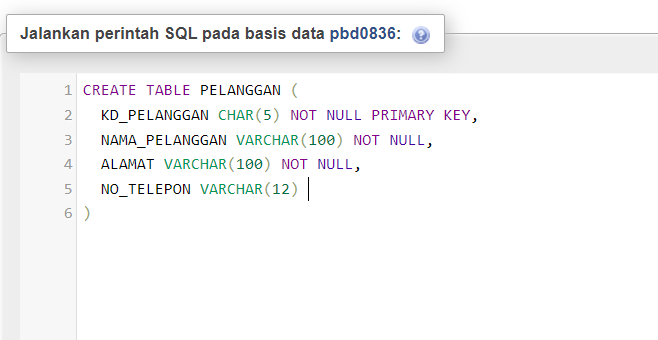 Jalankan perintah SQL pada basis data pbd0836:
1 CREATE TABLE PELANGGAN (
2 KD_PELANGGAN CHAR(5) NOT NULL PRIMARY KEY,
3 NAMA_PELANGGAN VARCHAR(100) NOT NULL,
4 ALAMAT VARCHAR(100) NOT NULL,
5 NO_TELEPON VARCHAR(12)
6 )